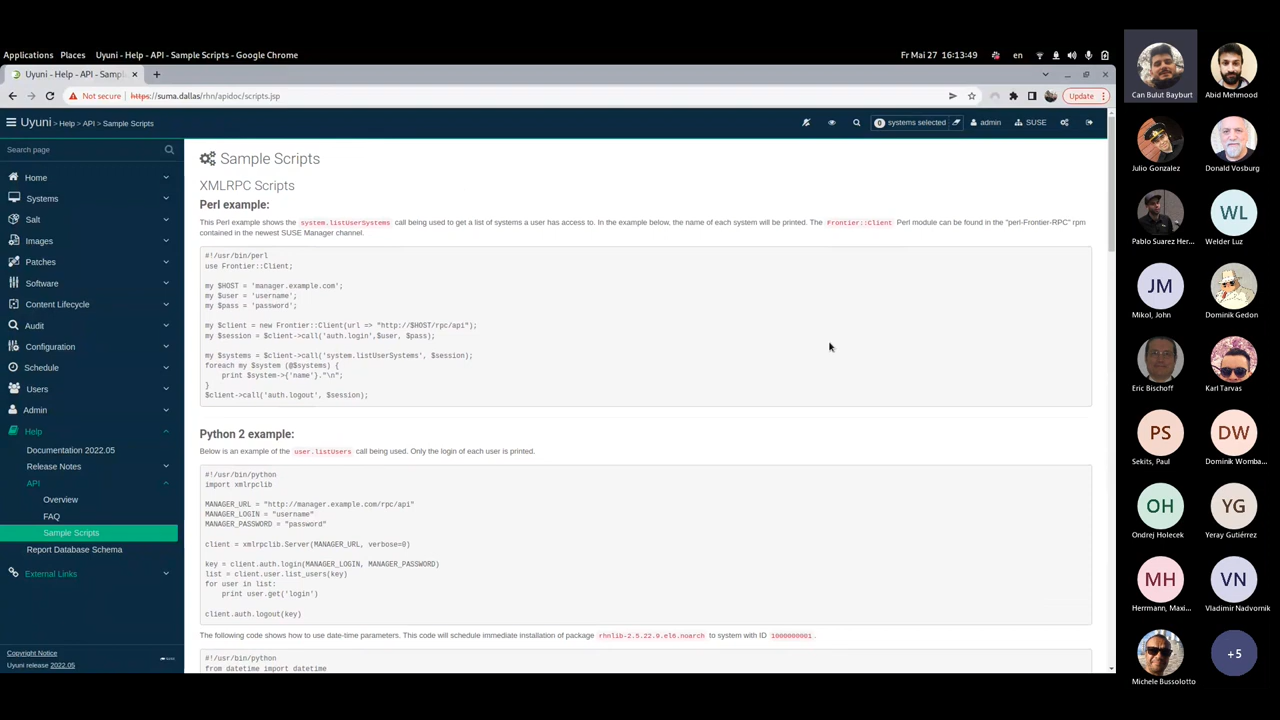 Applications Places Uyuni - Help - API - Sample Scripts - Google Chrome Fr Mai 27 16:13:49 en
Uyuni - Help - API - Sampl × +
Not secure https://suma.dallas/rhn/apidoc/scripts.jsp Update
Uyuni > Help > API > Sample Scripts 0 systems selected admin SUSE
Search page
Home
Systems
Salt
Images
Patches
Software
Content Lifecycle
Audit
Configuration
Schedule
Users
Admin
Help
Documentation 2022.05
Release Notes
API
Overview
FAQ
Sample Scripts
Report Database Schema
External Links
Copyright Notice
Uyuni release 2022.05
Sample Scripts
XMLRPC Scripts
Perl example:
This Perl example shows the system.listUserSystems call being used to get a list of systems a user has access to. In the example below, the name of each system will be printed. The Frontier::Client Perl module can be found in the "perl-Frontier-RPC" rpm
contained in the newest SUSE Manager channel.
#!/usr/bin/perl
use Frontier::Client;
my $HOST = 'manager.example.com';
my $user = 'username';
my $pass = 'password';
my $client = new Frontier::Client(url => "http://$HOST/rpc/api");
my $session = $client->call('auth.login',$user, $pass);
my $systems = $client->call('system.listUserSystems', $session);
foreach my $system (@$systems) {
print $system->{'name'}."\n";
}
$client->call('auth.logout', $session);
Python 2 example:
Below is an example of the user.listUsers call being used. Only the login of each user is printed.
#!/usr/bin/python
import xmlrpclib
MANAGER_URL = "http://manager.example.com/rpc/api"
MANAGER_LOGIN = "username"
MANAGER_PASSWORD = "password"
client = xmlrpclib.Server(MANAGER_URL, verbose=0)
key = client.auth.login(MANAGER_LOGIN, MANAGER_PASSWORD)
list = client.user.list_users(key)
for user in list:
print user.get('login')
client.auth.logout(key)
The following code shows how to use date-time parameters. This code will schedule immediate installation of package rhnlib-2.5.22.9.el6.noarch to system with ID 1000000001.
#!/usr/bin/python
from datetime import datetime
Can Bulut Bayburt
Abid Mehmood
Julio Gonzalez
Donald Vosburg
Pablo Suarez Her...
WL
Welder Luz
JM
Mikol, John
Dominik Gedon
Eric Bischoff
Karl Tarvas
PS
Sekits, Paul
DW
Dominik Womba...
OH
Ondrej Holecek
YG
Yeray Gutiérrez
MH
Herrmann, Maxi...
VN
Vladimir Nadvornik
Michele Bussolotto
+5